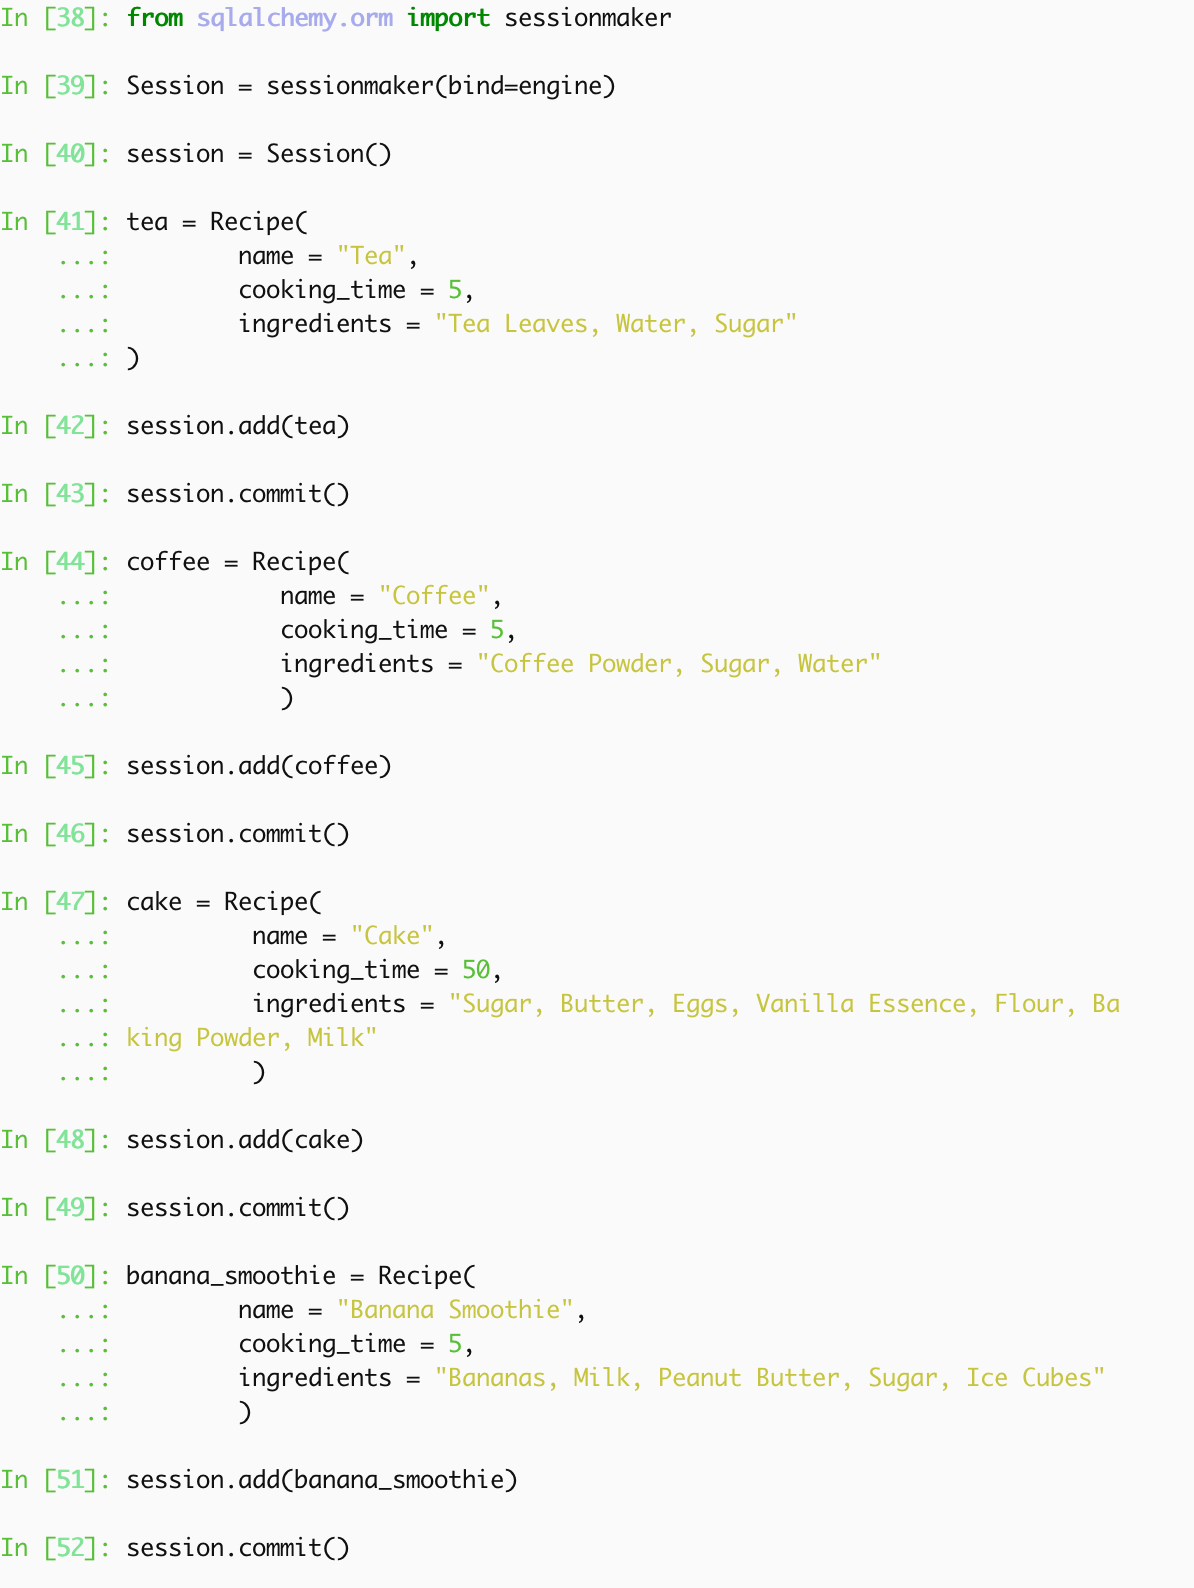 In [38]: from sqlalchemy.orm import sessionmaker
In [39]: Session = sessionmaker(bind=engine)
In [40]: session = Session()
In [41]: tea = Recipe(
    ...:         name = "Tea",
    ...:         cooking_time = 5,
    ...:         ingredients = "Tea Leaves, Water, Sugar"
    ...: )
In [42]: session.add(tea)
In [43]: session.commit()
In [44]: coffee = Recipe(
    ...:            name = "Coffee",
    ...:            cooking_time = 5,
    ...:            ingredients = "Coffee Powder, Sugar, Water"
    ...:            )
In [45]: session.add(coffee)
In [46]: session.commit()
In [47]: cake = Recipe(
    ...:          name = "Cake",
    ...:          cooking_time = 50,
    ...:          ingredients = "Sugar, Butter, Eggs, Vanilla Essence, Flour, Ba
    ...: king Powder, Milk"
    ...:          )
In [48]: session.add(cake)
In [49]: session.commit()
In [50]: banana_smoothie = Recipe(
    ...:         name = "Banana Smoothie",
    ...:         cooking_time = 5,
    ...:         ingredients = "Bananas, Milk, Peanut Butter, Sugar, Ice Cubes"
    ...:         )
In [51]: session.add(banana_smoothie)
In [52]: session.commit()